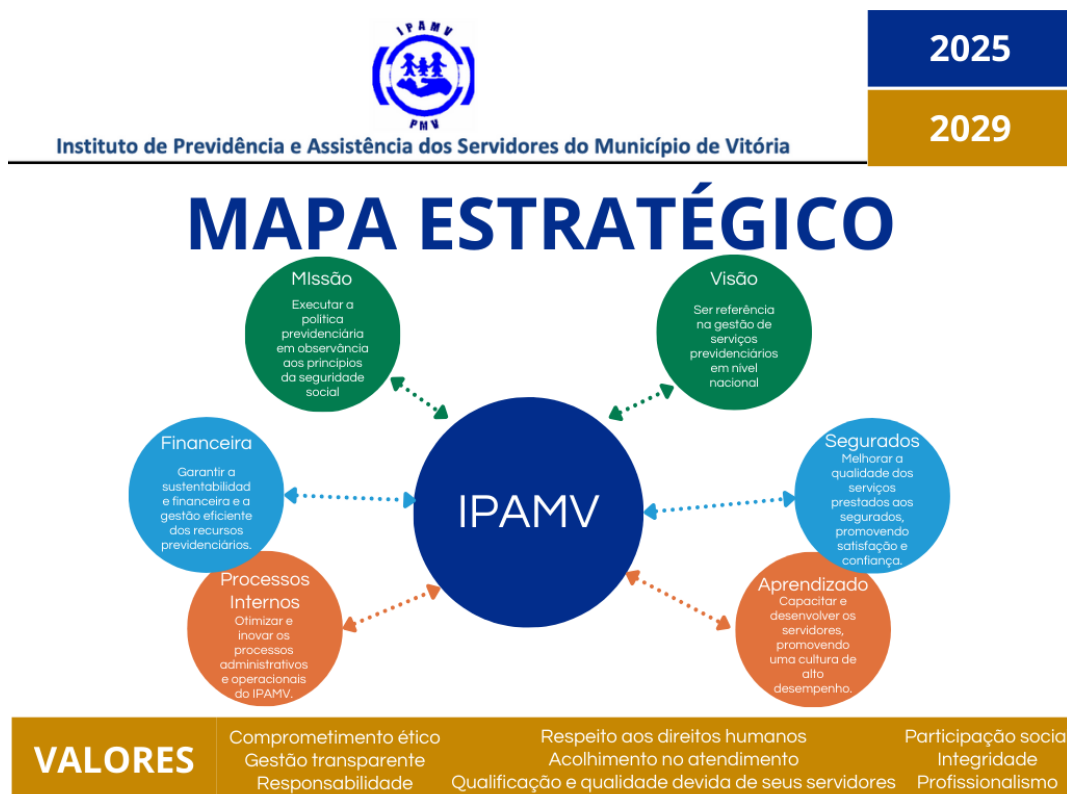 IPAMV
PMV
Instituto de Previdência e Assistência dos Servidores do Município de Vitória
2025
2029
MAPA ESTRATÉGICO
MIssão
Executar a
política
previdenciária
em observância
aos princípios
da seguridade
social
Visão
Ser referência
na gestão de
serviços
previdenciários
em nível
nacional
Financeira
Garantir a
sustentabilidad
e financeira e a
gestão eficiente
dos recursos
previdenciários.
IPAMV
Segurados
Melhorar a
qualidade dos
serviços
prestados aos
segurados,
promovendo
satisfação e
confiança.
Processos
Internos
Otimizar e
inovar os
processos
administrativos
e operacionais
do IPAMV.
Aprendizado
Capacitar e
desenvolver os
servidores,
promovendo
uma cultura de
alto
desempenho.
VALORES
Comprometimento ético
Gestão transparente
Responsabilidade
Respeito aos direitos humanos
Acolhimento no atendimento
Qualificação e qualidade devida de seus servidores
Participação social
Integridade
Profissionalismo